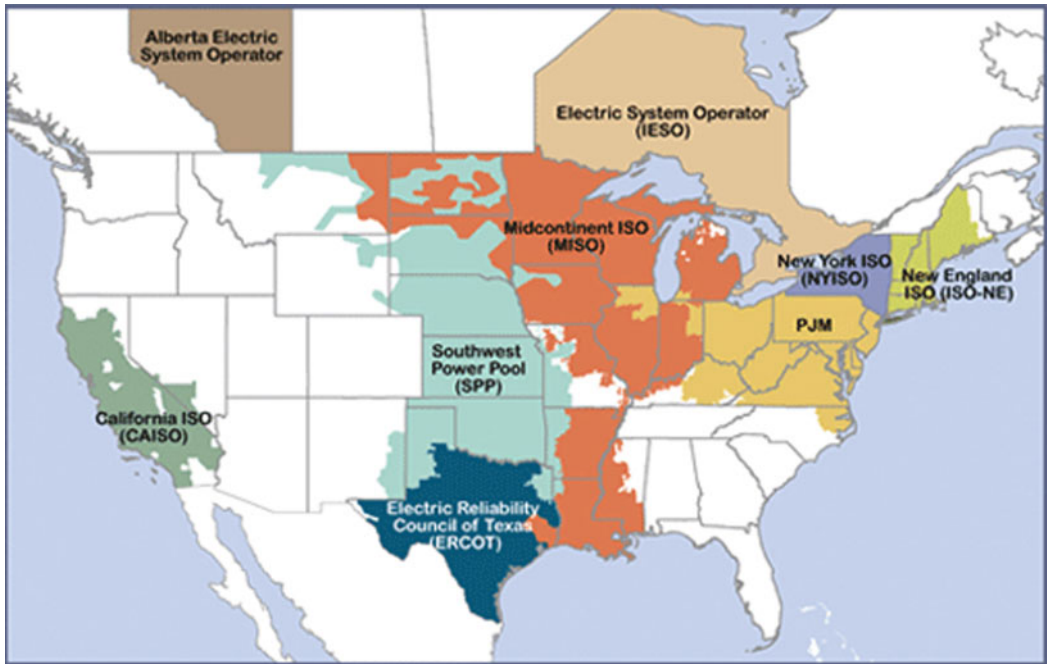 Alberta Electric
System Operator
Electric System Operator
(IESO)
Midcontinent ISO
(MISO)
New York ISO
(NYISO)
New England
ISO (ISO-NE)
PJM
Southwest
Power Pool
(SPP)
California ISO
(CAISO)
Electric Reliability
Council of Texas
(ERCOT)